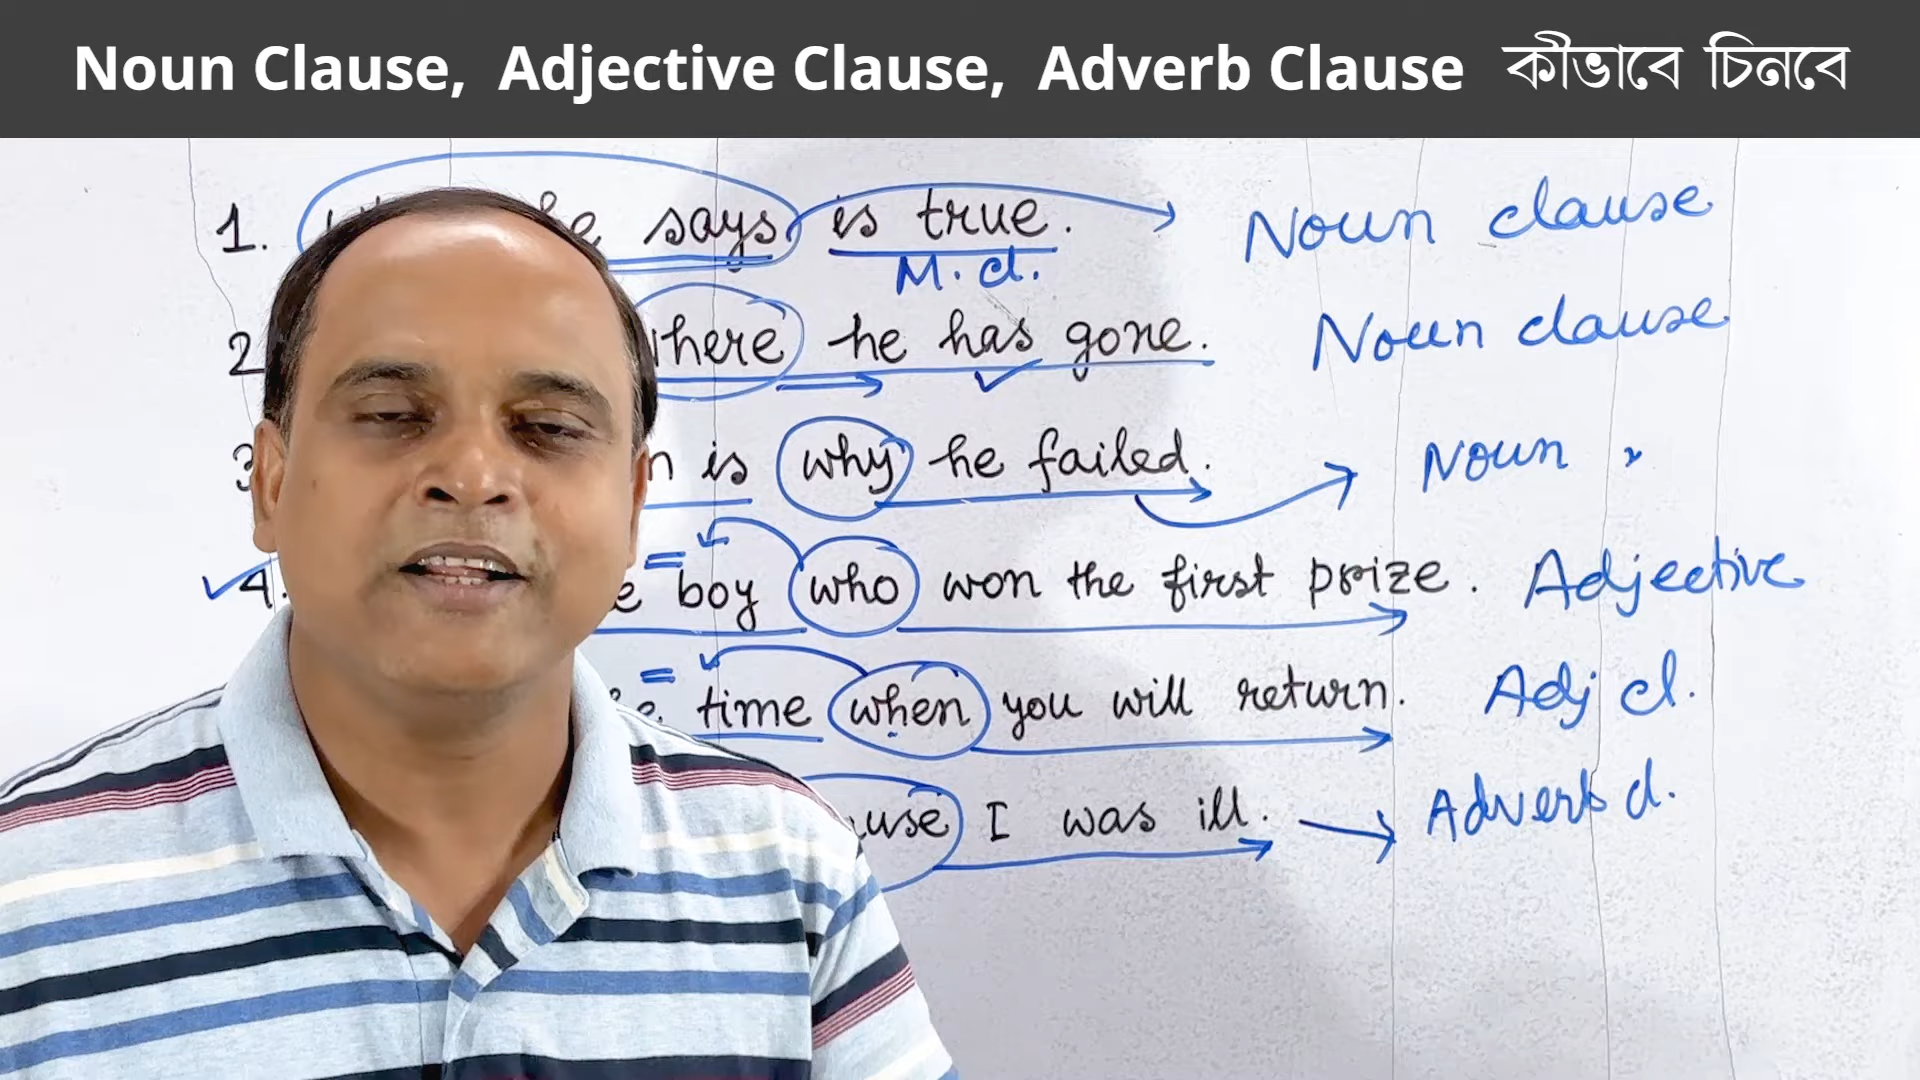 Noun Clause, Adjective Clause, Adverb Clause কীভাবে চিনবে
1. says is true. Noun clause
M. cl.
2 he has gone. Noun clause
3 is why he failed. Noun "
4. boy who won the first prize. Adjective
time when you will return. Adj cl.
I was ill. Adverb cl.